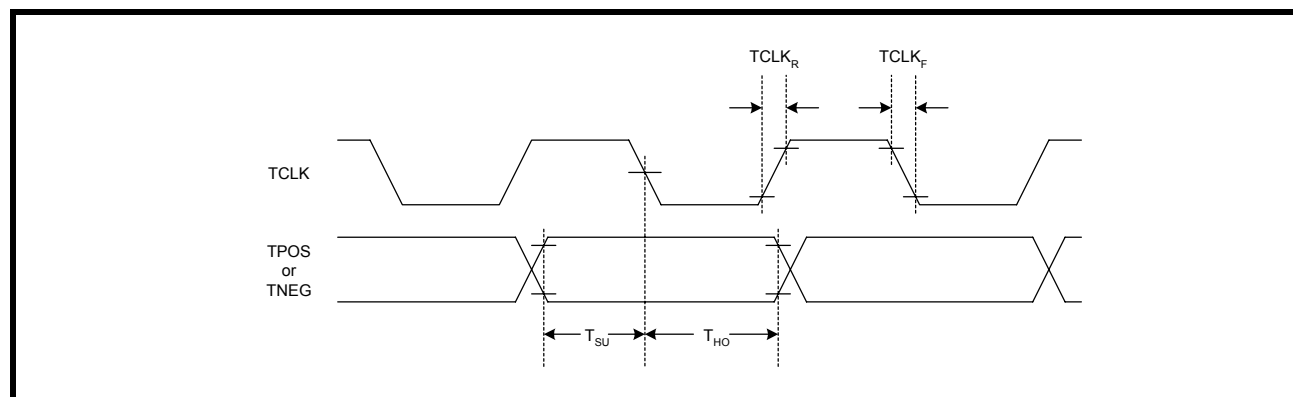 TCLK_R TCLK_F
TCLK
TPOS
or
TNEG
T_SU T_HO